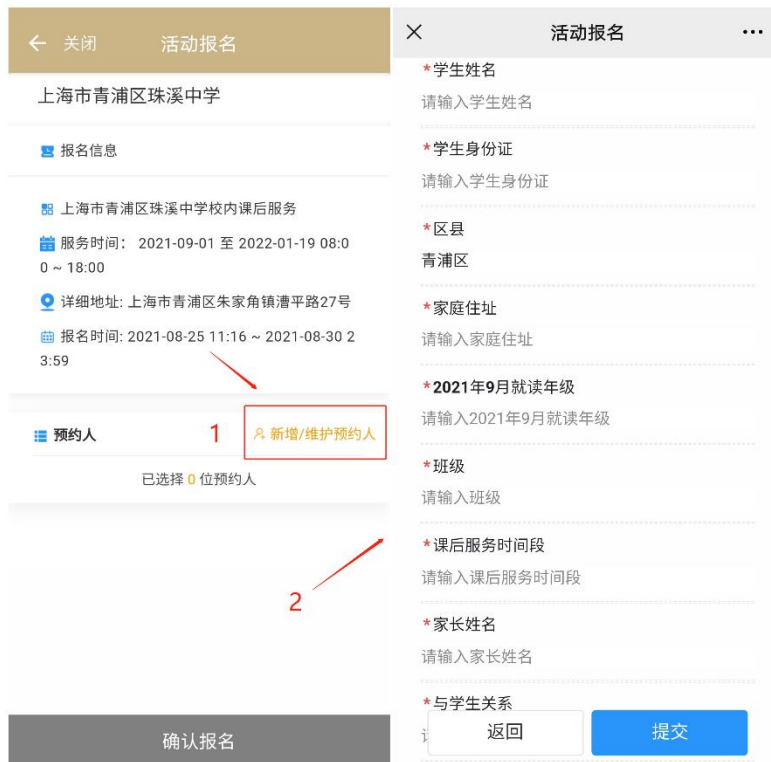 关闭 活动报名
上海市青浦区珠溪中学
报名信息
上海市青浦区珠溪中学校内课后服务
服务时间: 2021-09-01 至 2022-01-19 08:0
0 ~ 18:00
详细地址: 上海市青浦区朱家角镇漕平路27号
报名时间: 2021-08-25 11:16 ~ 2021-08-30 2
3:59
预约人 1 新增/维护预约人
已选择 0 位预约人
2
确认报名
活动报名
*学生姓名
请输入学生姓名
*学生身份证
请输入学生身份证
*区县
青浦区
*家庭住址
请输入家庭住址
*2021年9月就读年级
请输入2021年9月就读年级
*班级
请输入班级
*课后服务时间段
请输入课后服务时间段
*家长姓名
请输入家长姓名
*与学生关系
返回 提交